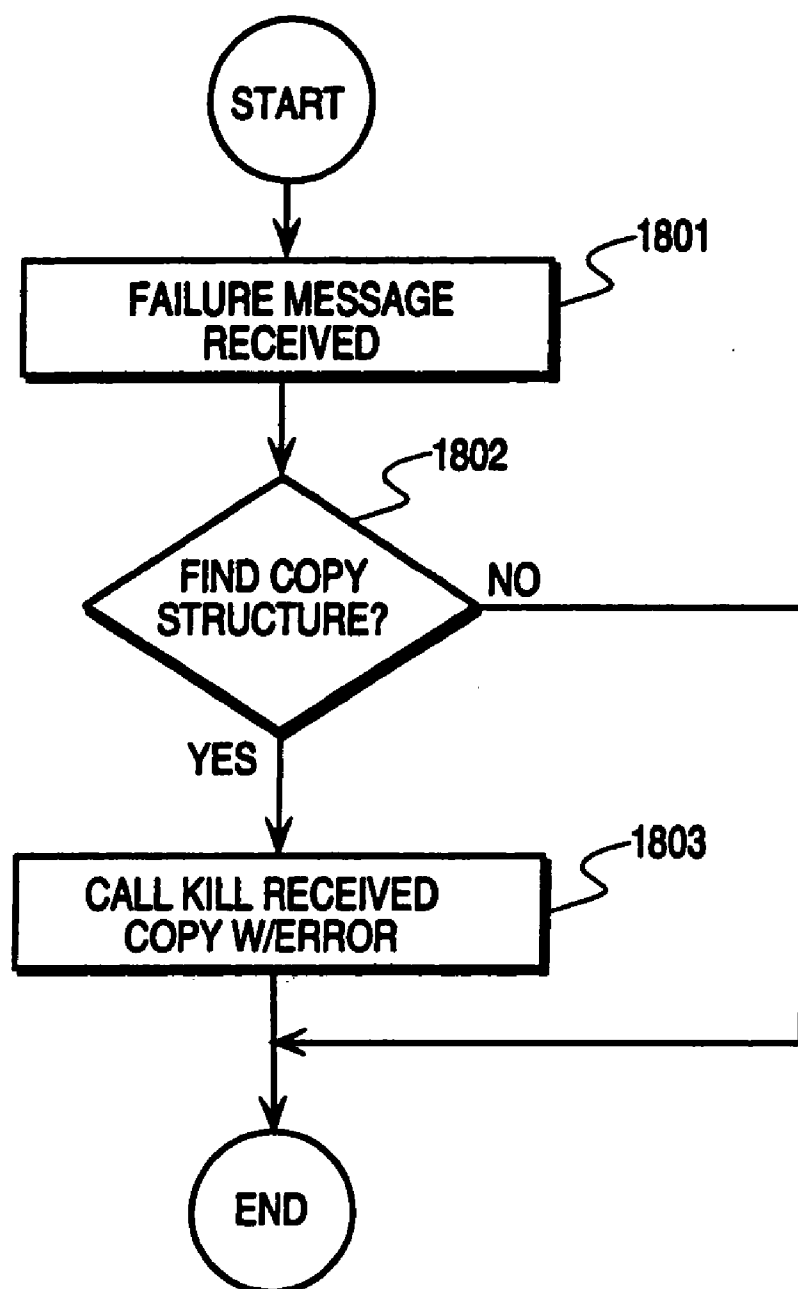 START
1801
FAILURE MESSAGE
RECEIVED
1802
FIND COPY
STRUCTURE?
NO
YES
1803
CALL KILL RECEIVED
COPY W/ERROR
END